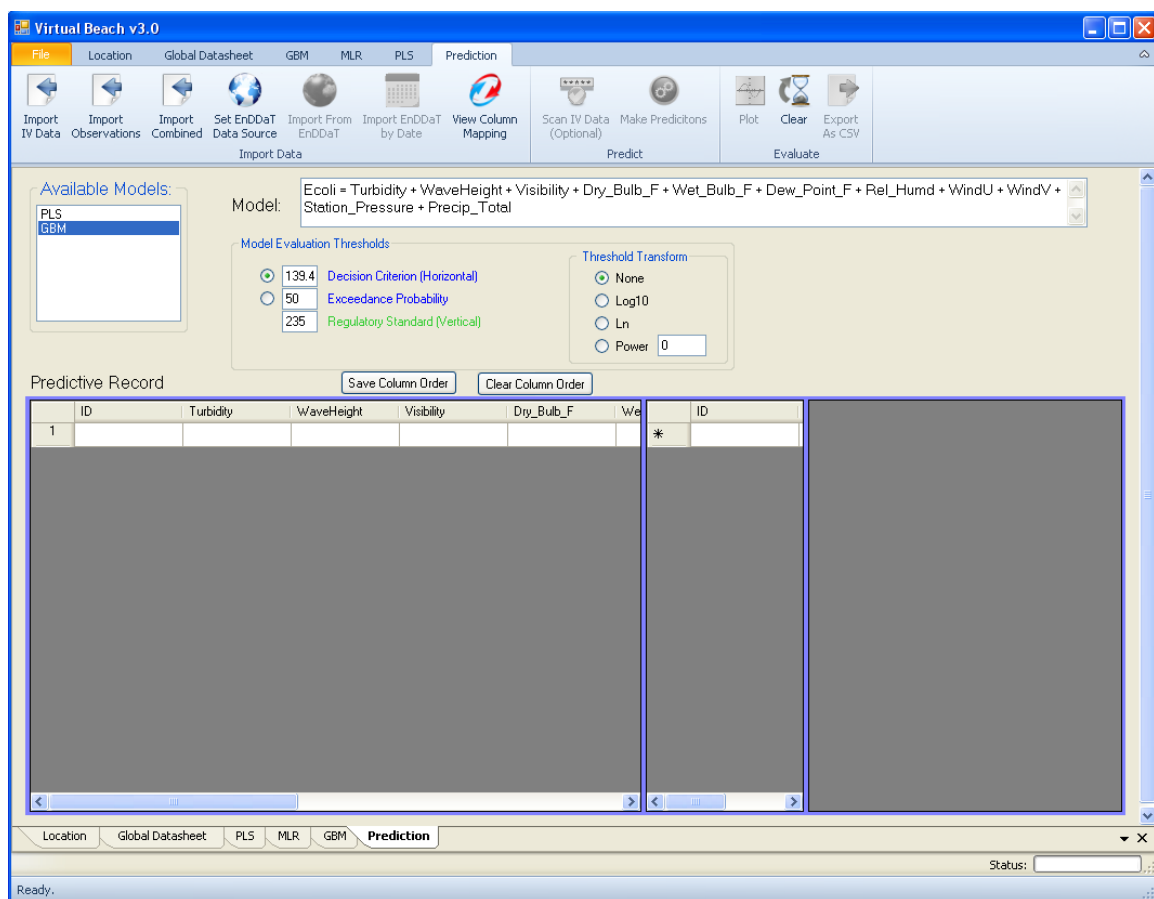 Virtual Beach v3.0
File Location Global Datasheet GBM MLR PLS Prediction
Import IV Data
Import Observations
Import Combined
Set EnDDaT Data Source
Import From EnDDaT
Import EnDDaT by Date
View Column Mapping
Scan IV Data (Optional)
Make Predicitons
Plot
Clear
Export As CSV
Import Data
Predict
Evaluate
Available Models:
PLS
GBM
Model:
Ecoli = Turbidity + WaveHeight + Visibility + Dry_Bulb_F + Wet_Bulb_F + Dew_Point_F + Rel_Humd + WindU + WindV +
Station_Pressure + Precip_Total
Model Evaluation Thresholds
139.4 Decision Criterion (Horizontal)
50 Exceedance Probability
235 Regulatory Standard (Vertical)
Threshold Transform
None
Log10
Ln
Power 0
Predictive Record
Save Column Order Clear Column Order
ID Turbidity WaveHeight Visibility Dry_Bulb_F We ID
1
Location Global Datasheet PLS MLR GBM Prediction
Status:
Ready.